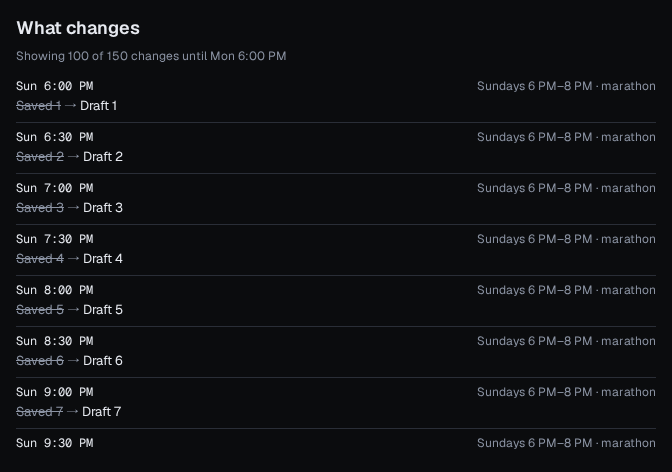 What changes
Showing 100 of 150 changes until Mon 6:00 PM
Sun 6:00 PM Sundays 6 PM–8 PM · marathon
Saved 1 → Draft 1
Sun 6:30 PM Sundays 6 PM–8 PM · marathon
Saved 2 → Draft 2
Sun 7:00 PM Sundays 6 PM–8 PM · marathon
Saved 3 → Draft 3
Sun 7:30 PM Sundays 6 PM–8 PM · marathon
Saved 4 → Draft 4
Sun 8:00 PM Sundays 6 PM–8 PM · marathon
Saved 5 → Draft 5
Sun 8:30 PM Sundays 6 PM–8 PM · marathon
Saved 6 → Draft 6
Sun 9:00 PM Sundays 6 PM–8 PM · marathon
Saved 7 → Draft 7
Sun 9:30 PM Sundays 6 PM–8 PM · marathon